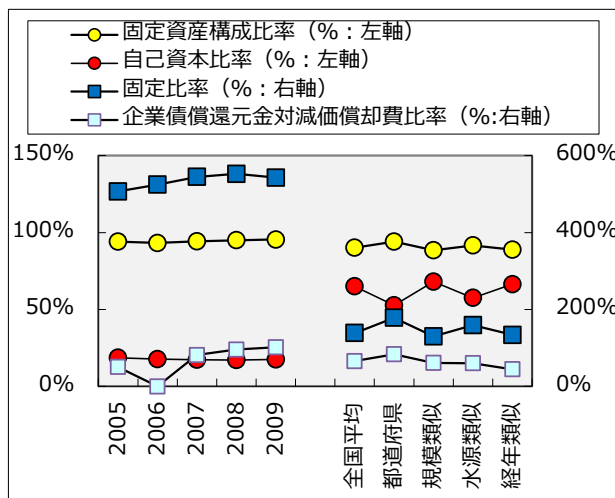 固定資産構成比率（%：左軸）
自己資本比率（%：左軸）
固定比率（%：右軸）
企業債償還元金対減価償却費比率（%:右軸）
150%
600%
100%
400%
50%
200%
0%
0%
2005
2006
2007
2008
2009
全国平均
都道府県
規模類似
水源類似
経年類似